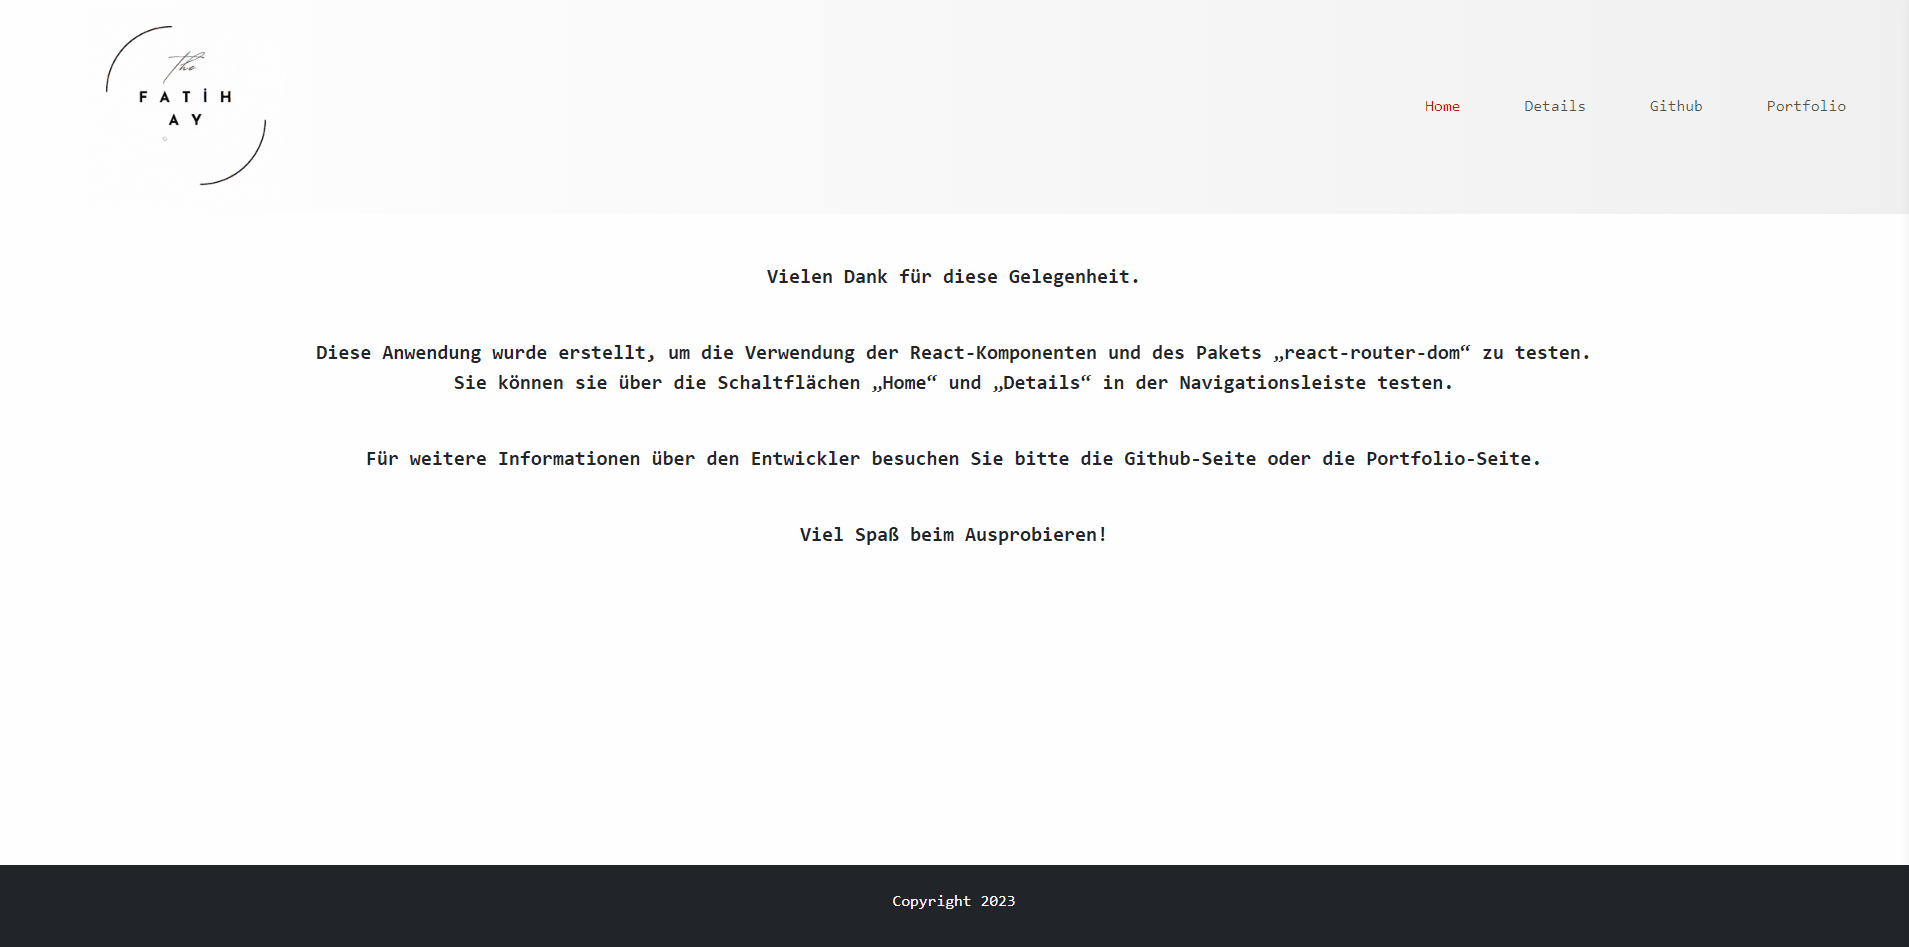 the
FATİH
AY
Home
Details
Github
Portfolio
Vielen Dank für diese Gelegenheit.
Diese Anwendung wurde erstellt, um die Verwendung der React-Komponenten und des Pakets „react-router-dom“ zu testen.
Sie können sie über die Schaltflächen „Home“ und „Details“ in der Navigationsleiste testen.
Für weitere Informationen über den Entwickler besuchen Sie bitte die Github-Seite oder die Portfolio-Seite.
Viel Spaß beim Ausprobieren!
Copyright 2023